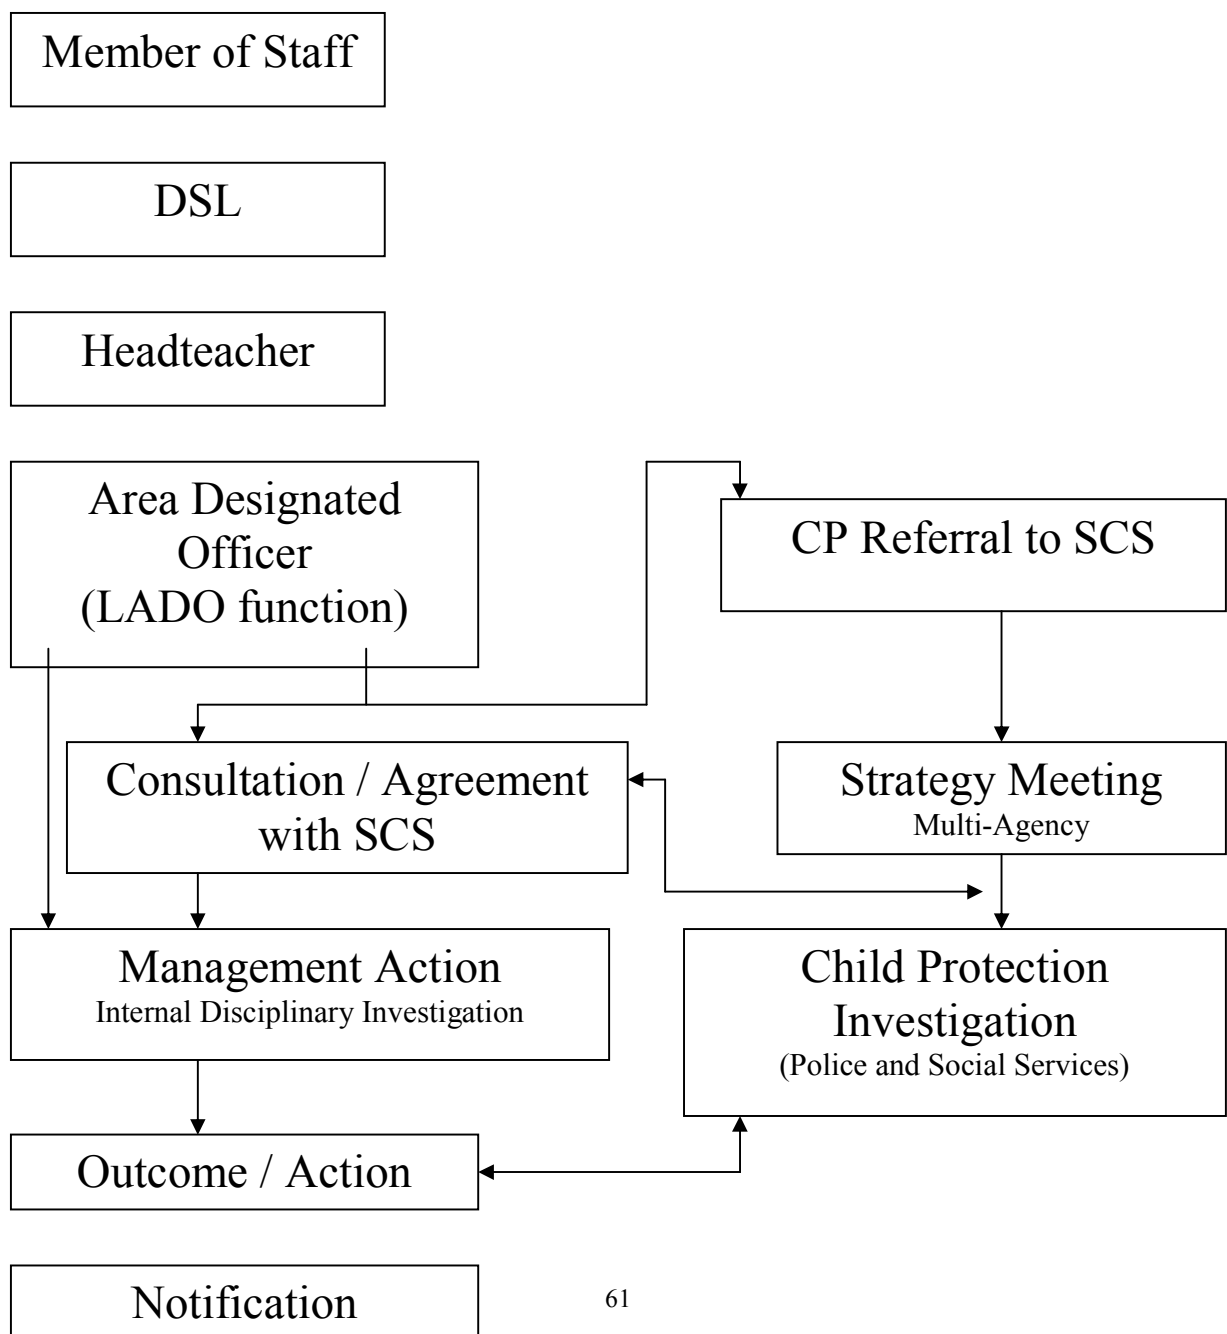 Member of Staff
DSL
Headteacher
Area Designated
Officer
(LADO function)
CP Referral to SCS
Consultation / Agreement
with SCS
Strategy Meeting
Multi-Agency
Management Action
Internal Disciplinary Investigation
Child Protection
Investigation
(Police and Social Services)
Outcome / Action
Notification
61